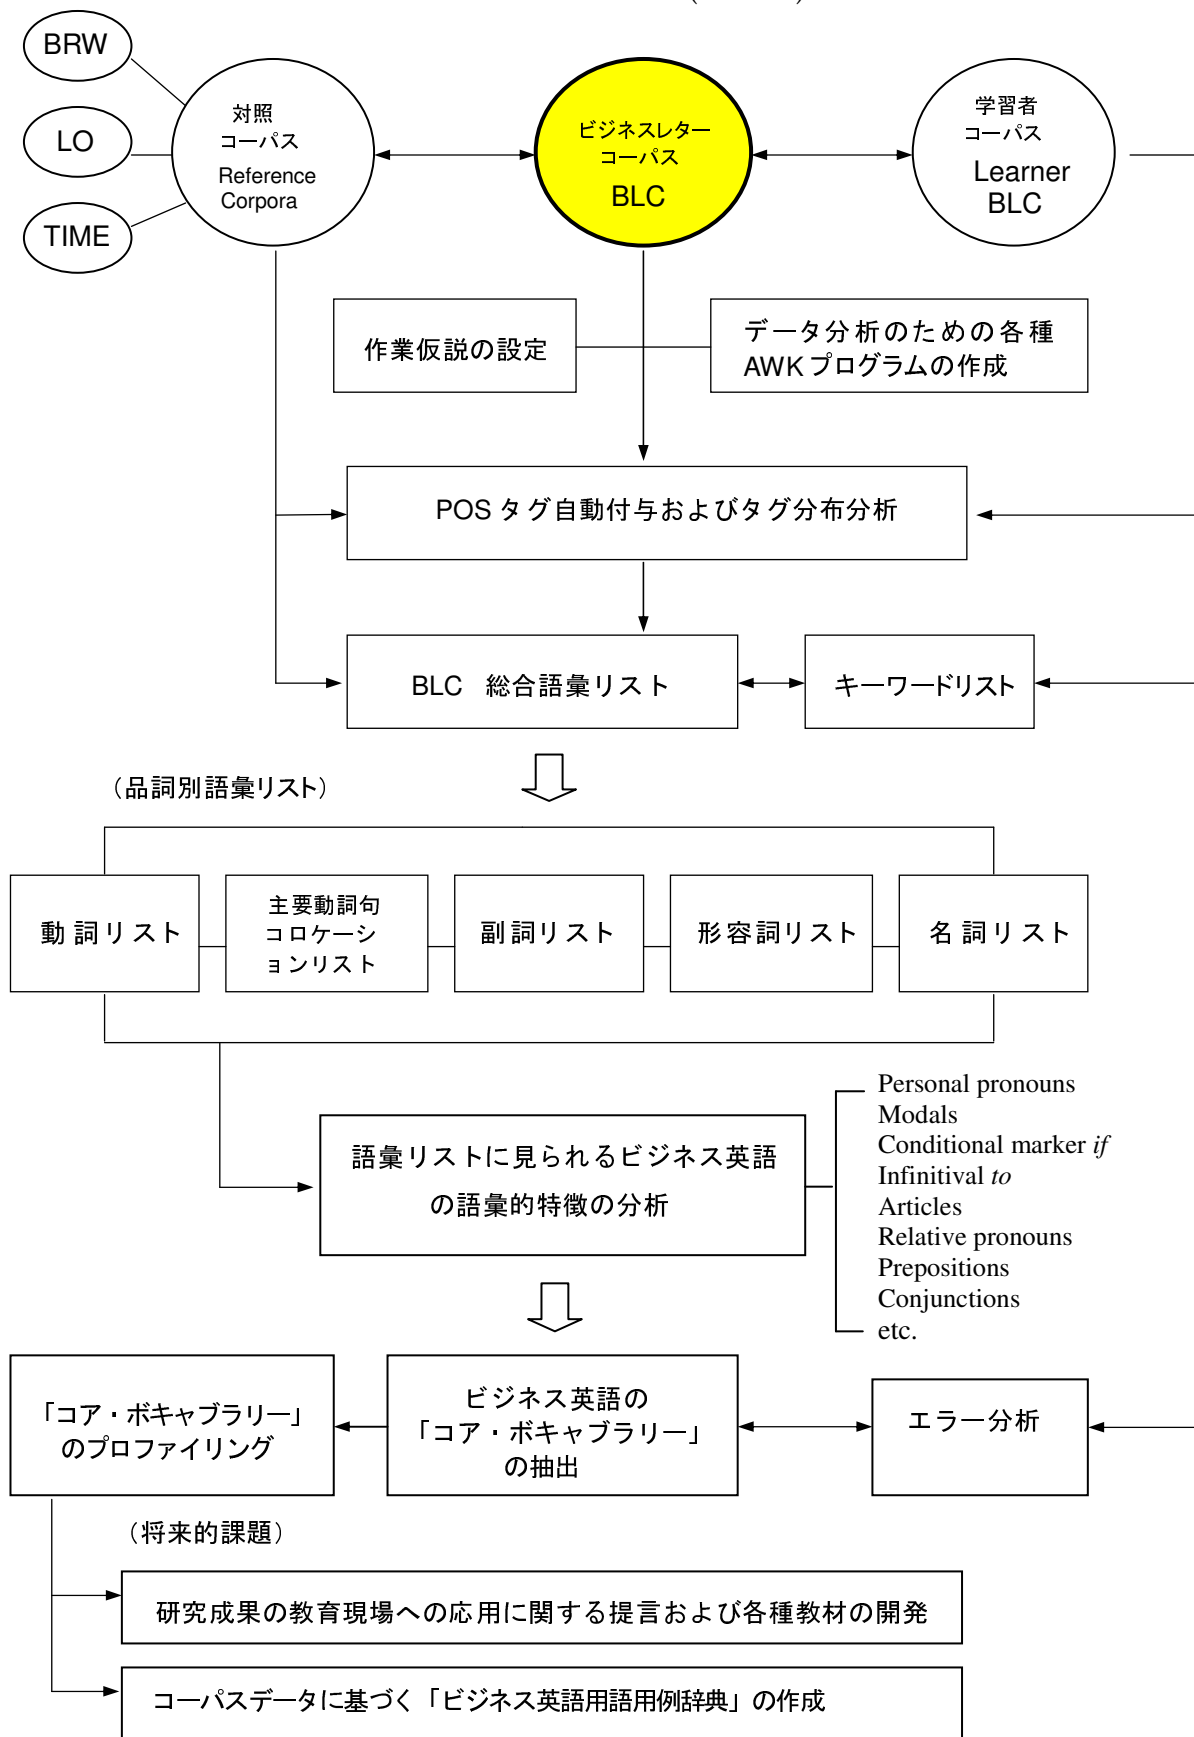 BRW
LO
TIME
対照
コーパス
Reference
Corpora
ビジネスレター
コーパス
BLC
学習者
コーパス
Learner
BLC
作業仮説の設定
データ分析のための各種
AWK プログラムの作成
POS タグ自動付与およびタグ分布分析
BLC 総合語彙リスト
キーワードリスト
（品詞別語彙リスト）
動詞リスト
主要動詞句
コロケーシ
ョンリスト
副詞リスト
形容詞リスト
名詞リスト
語彙リストに見られるビジネス英語
の語彙的特徴の分析
Personal pronouns
Modals
Conditional marker if
Infinitival to
Articles
Relative pronouns
Prepositions
Conjunctions
etc.
「コア・ボキャブラリー」
のプロファイリング
ビジネス英語の
「コア・ボキャブラリー」
の抽出
エラー分析
（将来的課題）
研究成果の教育現場への応用に関する提言および各種教材の開発
コーパスデータに基づく「ビジネス英語用語用例辞典」の作成